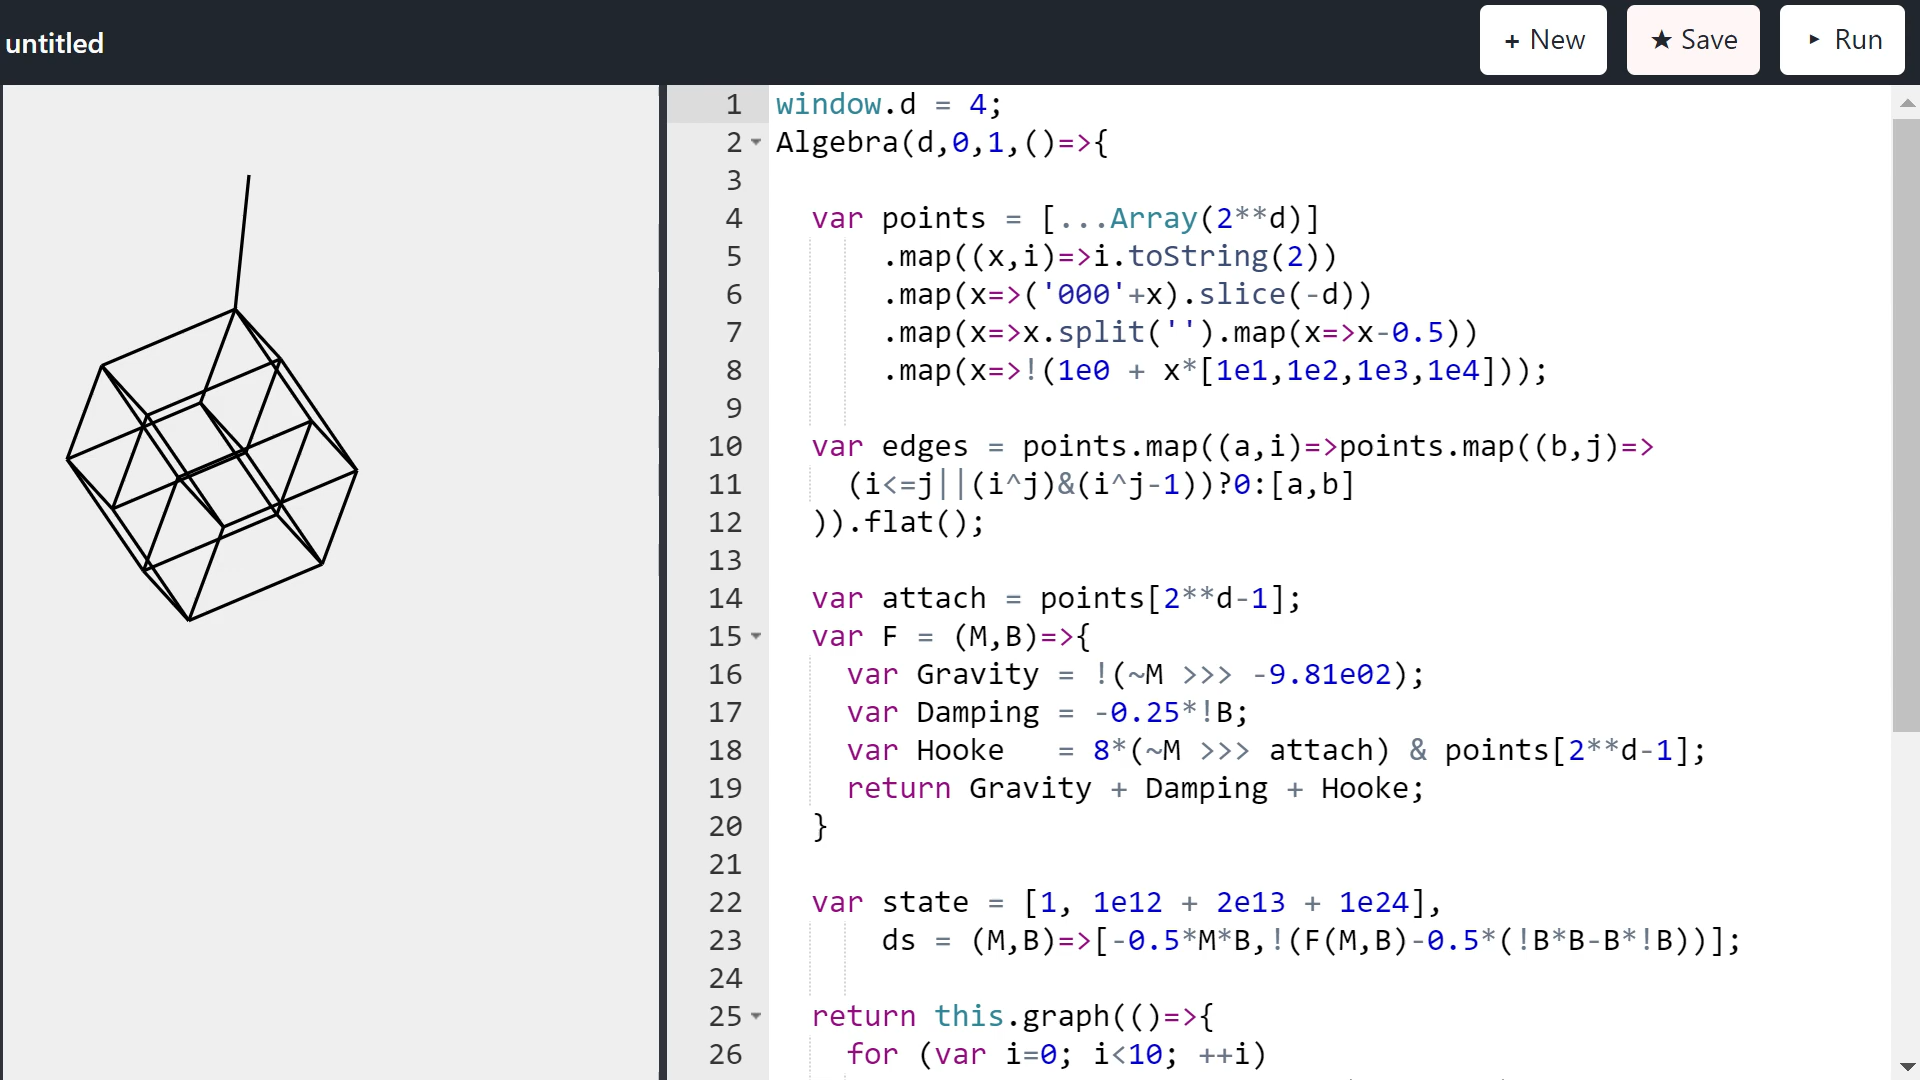 untitled
+ New
★ Save
▸ Run
1 window.d = 4;
2 Algebra(d,0,1,()=>{
3
4 var points = [...Array(2**d)]
5 .map((x,i)=>i.toString(2))
6 .map(x=>('000'+x).slice(-d))
7 .map(x=>x.split('').map(x=>x-0.5))
8 .map(x=>!(1e0 + x*[1e1,1e2,1e3,1e4]));
9
10 var edges = points.map((a,i)=>points.map((b,j)=>
11 (i<=j||(i^j)&(i^j-1))?0:[a,b]
12 )).flat();
13
14 var attach = points[2**d-1];
15 var F = (M,B)=>{
16 var Gravity = !(~M >>> -9.81e02);
17 var Damping = -0.25*!B;
18 var Hooke   = 8*(~M >>> attach) & points[2**d-1];
19 return Gravity + Damping + Hooke;
20 }
21
22 var state = [1, 1e12 + 2e13 + 1e24],
23 ds = (M,B)=>[-0.5*M*B,!(F(M,B)-0.5*(!B*B-B*!B))];
24
25 return this.graph(()=>{
26 for (var i=0; i<10; ++i)